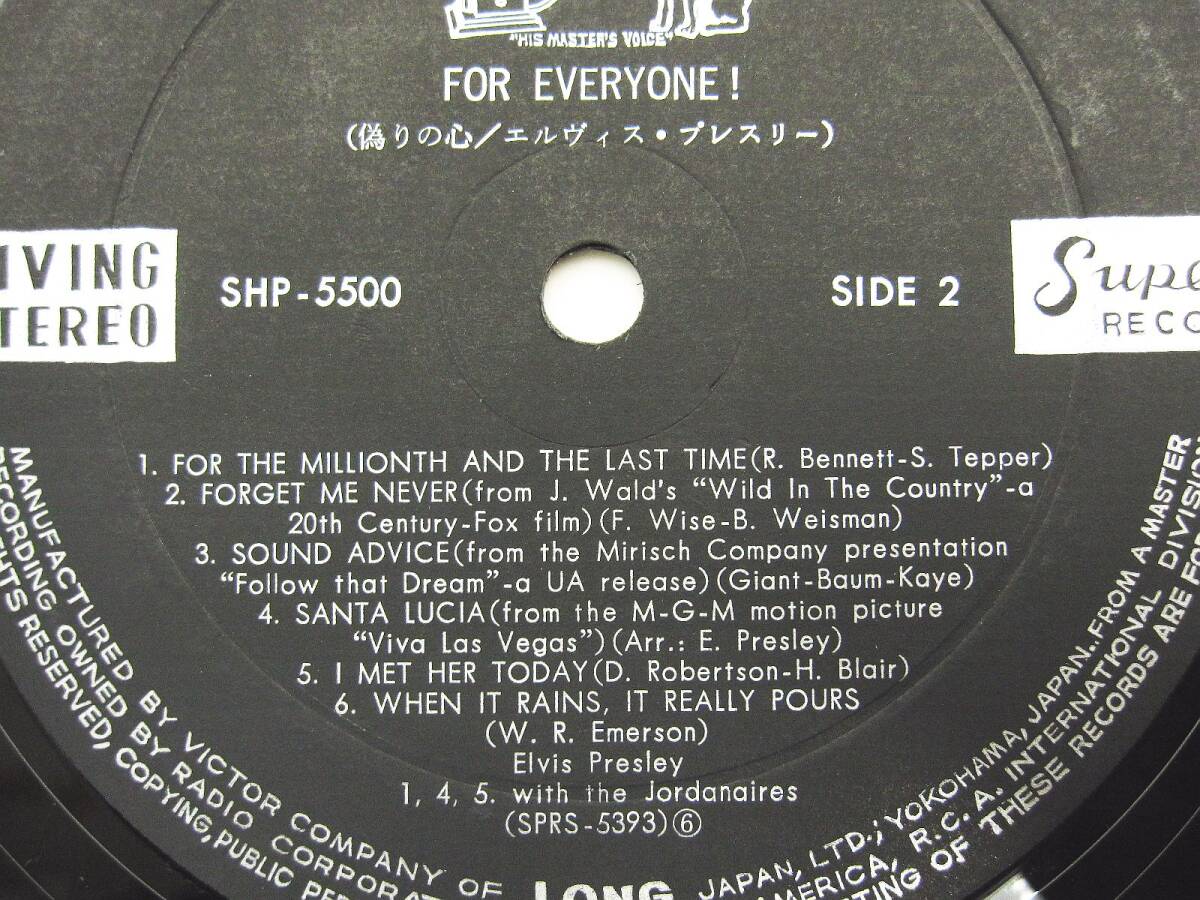 "HIS MASTER'S VOICE"
FOR EVERYONE!
(偽りの心/エルヴィス・プレスリー)
IVING
TEREO
SHP-5500
SIDE 2
Supe
RECO
1. FOR THE MILLIONTH AND THE LAST TIME(R. Bennett-S. Tepper)
2. FORGET ME NEVER(from J. Wald's "Wild In The Country"-a
20th Century-Fox film)(F. Wise-B. Weisman)
3. SOUND ADVICE(from the Mirisch Company presentation
"Follow that Dream"-a UA release)(Giant-Baum-Kaye)
4. SANTA LUCIA(from the M-G-M motion picture
"Viva Las Vegas")(Arr.: E. Presley)
5. I MET HER TODAY(D. Robertson-H. Blair)
6. WHEN IT RAINS, IT REALLY POURS
(W. R. Emerson)
Elvis Presley
1, 4, 5. with the Jordanaires
(SPRS-5393)⑥
MANUFACTURED BY VICTOR COMPANY OF JAPAN, LTD.; YOKOHAMA, JAPAN. FROM A MASTER
RECORDING OWNED BY RADIO CORPORAT AMERICA, R.C.A. INTERNATIONAL DIVISION
GHTS RESERVED, COPYING, PUBLIC PE TING OF THESE RECORDS ARE FOR
LONG